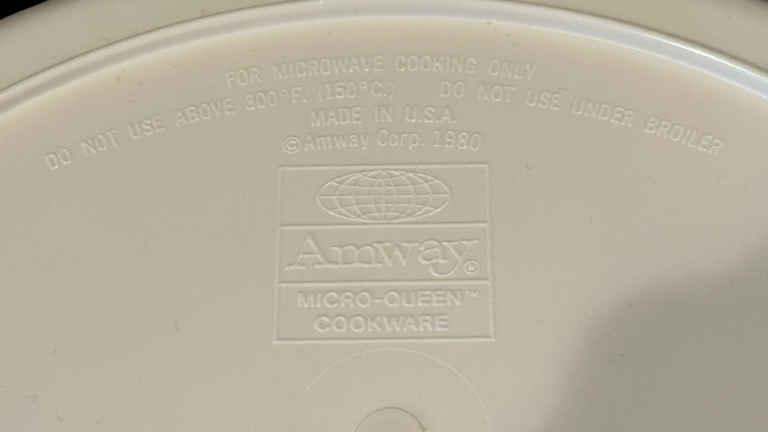 FOR MICROWAVE COOKING ONLY
DO NOT USE ABOVE 300°F. (150°C.) DO NOT USE UNDER BROILER
MADE IN U.S.A.
©Amway Corp. 1980
Amway®
MICRO-QUEEN™
COOKWARE